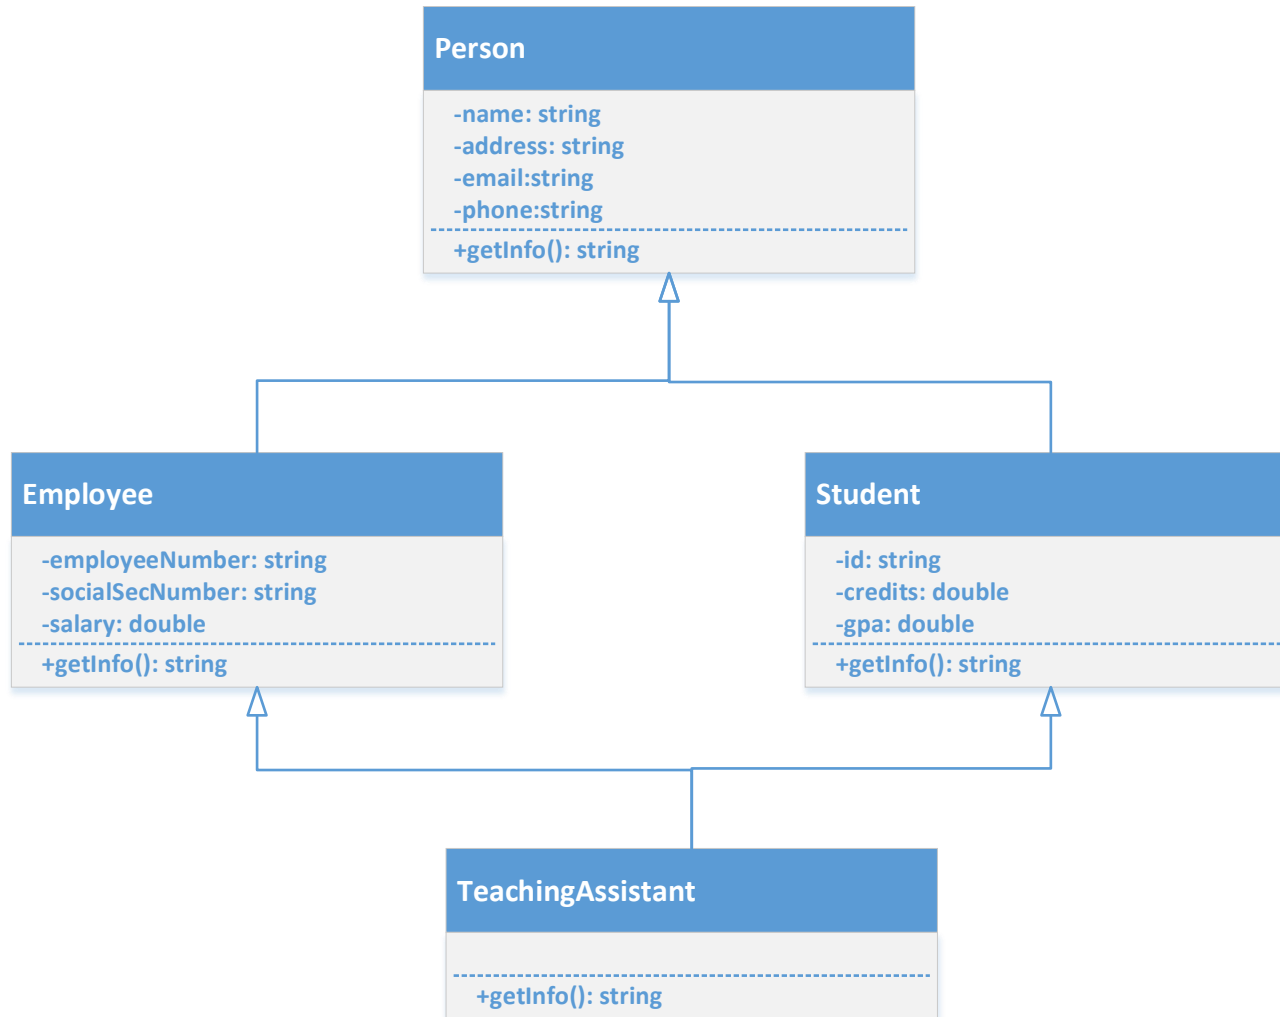 Person
-name: string
-address: string
-email:string
-phone:string
+getInfo(): string
Employee
-employeeNumber: string
-socialSecNumber: string
-salary: double
+getInfo(): string
Student
-id: string
-credits: double
-gpa: double
+getInfo(): string
TeachingAssistant
+getInfo(): string